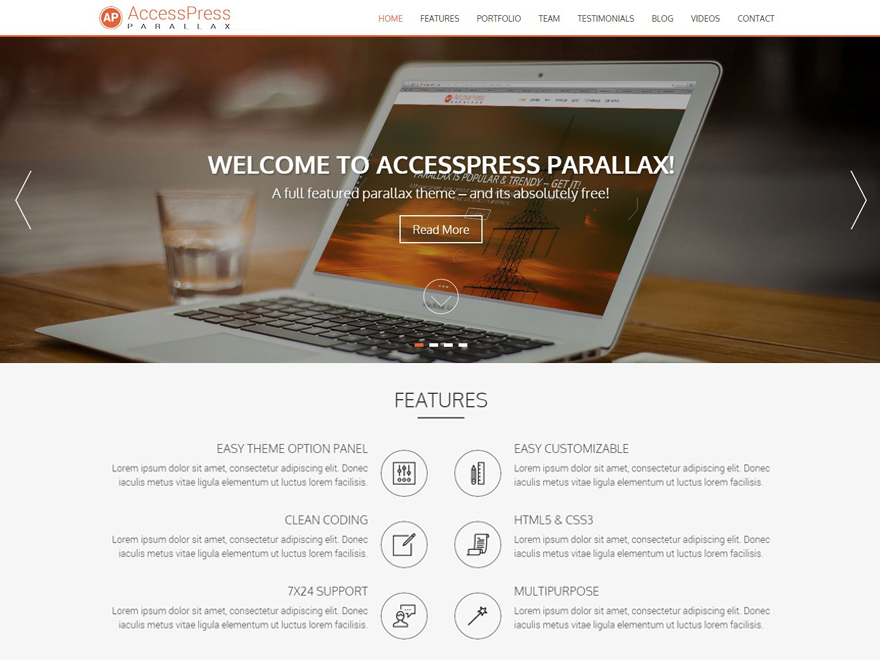 AP AccessPress
PARALLAX
HOME FEATURES PORTFOLIO TEAM TESTIMONIALS BLOG VIDEOS CONTACT
WELCOME TO ACCESSPRESS PARALLAX!
PARALLAX IS POPULAR & TRENDY – GET IT!
A full featured parallax theme – and its absolutely free!
Read More
FEATURES
EASY THEME OPTION PANEL
Lorem ipsum dolor sit amet, consectetur adipiscing elit. Donec
iaculis metus vitae ligula elementum ut luctus lorem facilisis.
EASY CUSTOMIZABLE
Lorem ipsum dolor sit amet, consectetur adipiscing elit. Donec
iaculis metus vitae ligula elementum ut luctus lorem facilisis.
CLEAN CODING
Lorem ipsum dolor sit amet, consectetur adipiscing elit. Donec
iaculis metus vitae ligula elementum ut luctus lorem facilisis.
HTML5 & CSS3
Lorem ipsum dolor sit amet, consectetur adipiscing elit. Donec
iaculis metus vitae ligula elementum ut luctus lorem facilisis.
7X24 SUPPORT
Lorem ipsum dolor sit amet, consectetur adipiscing elit. Donec
iaculis metus vitae ligula elementum ut luctus lorem facilisis.
MULTIPURPOSE
Lorem ipsum dolor sit amet, consectetur adipiscing elit. Donec
iaculis metus vitae ligula elementum ut luctus lorem facilisis.